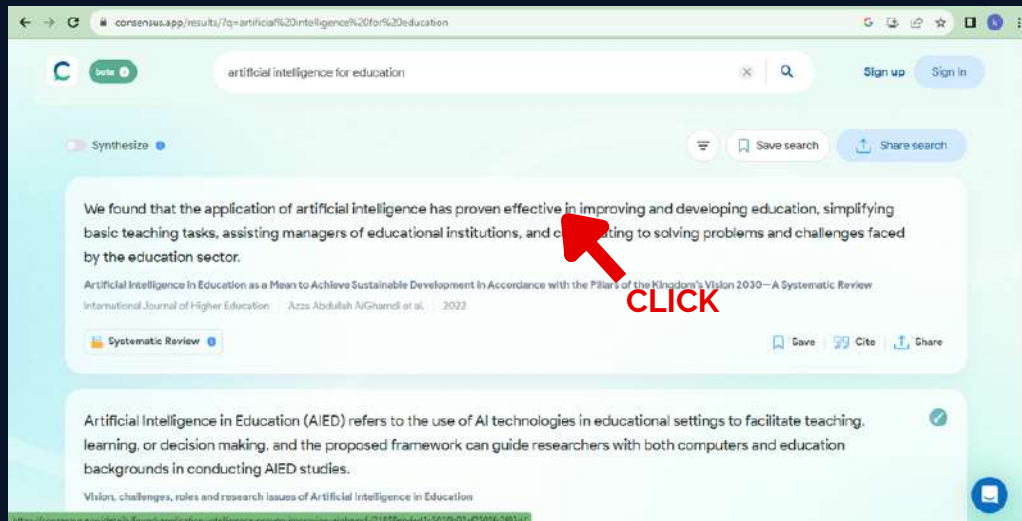 consensus.app/results/?q=artificial%20intelligence%20for%20education
beta
artificial intelligence for education
Sign up
Sign In
Synthesize
Save search
Share search
We found that the application of artificial intelligence has proven effective in improving and developing education, simplifying
basic teaching tasks, assisting managers of educational institutions, and ating to solving problems and challenges faced
by the education sector.
Artificial Intelligence in Education as a Mean to Achieve Sustainable Development in Accordance with the Pillars of the Kingdom's Vision 2030—A Systematic Review
CLICK
International Journal of Higher Education Azza Abdullah AlGhamdi et al. 2022
Systematic Review
Save Cite Share
Artificial Intelligence in Education (AIED) refers to the use of AI technologies in educational settings to facilitate teaching,
learning, or decision making, and the proposed framework can guide researchers with both computers and education
backgrounds in conducting AIED studies.
Vision, challenges, roles and research issues of Artificial Intelligence in Education